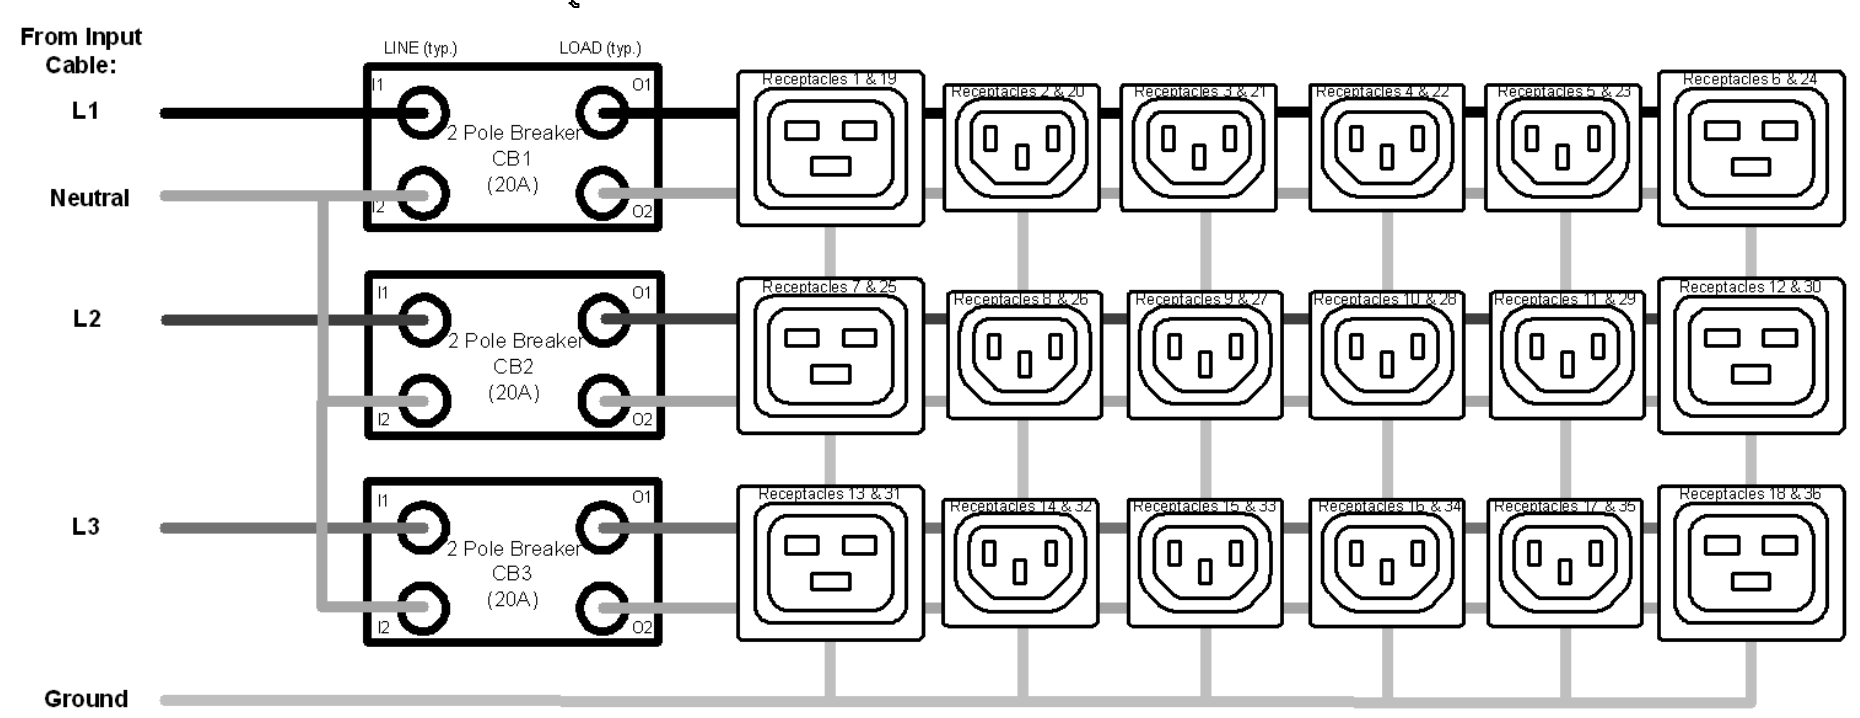 From Input
Cable:
LINE (typ.)
LOAD (typ.)
L1
I1
O1
2 Pole Breaker
CB1
(20A)
Neutral
I2
O2
Receptacles 1 & 19
Receptacles 2 & 20
Receptacles 3 & 21
Receptacles 4 & 22
Receptacles 5 & 23
Receptacles 6 & 24
L2
I1
O1
2 Pole Breaker
CB2
(20A)
I2
O2
Receptacles 7 & 25
Receptacles 8 & 26
Receptacles 9 & 27
Receptacles 10 & 28
Receptacles 11 & 29
Receptacles 12 & 30
L3
I1
O1
2 Pole Breaker
CB3
(20A)
I2
O2
Receptacles 13 & 31
Receptacles 14 & 32
Receptacles 15 & 33
Receptacles 16 & 34
Receptacles 17 & 35
Receptacles 18 & 36
Ground